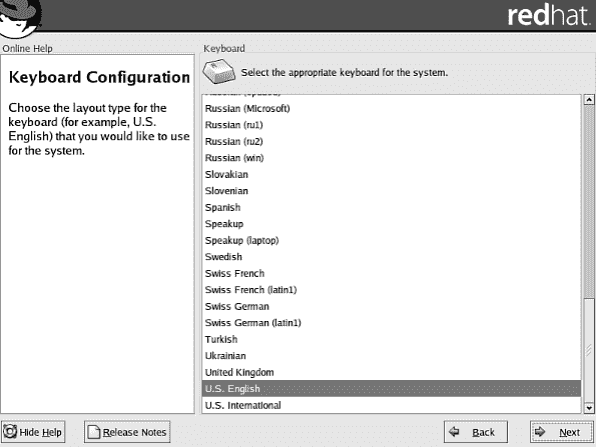 redhat.
Online Help
Keyboard Configuration
Choose the layout type for the
keyboard (for example, U.S.
English) that you would like to use
for the system.
Keyboard
Select the appropriate keyboard for the system.
Russian (Microsoft)
Russian (ru1)
Russian (ru2)
Russian (win)
Slovakian
Slovenian
Spanish
Speakup
Speakup (laptop)
Swedish
Swiss French
Swiss French (latin1)
Swiss German
Swiss German (latin1)
Turkish
Ukrainian
United Kingdom
U.S. English
U.S. International
Hide Help
Release Notes
Back
Next